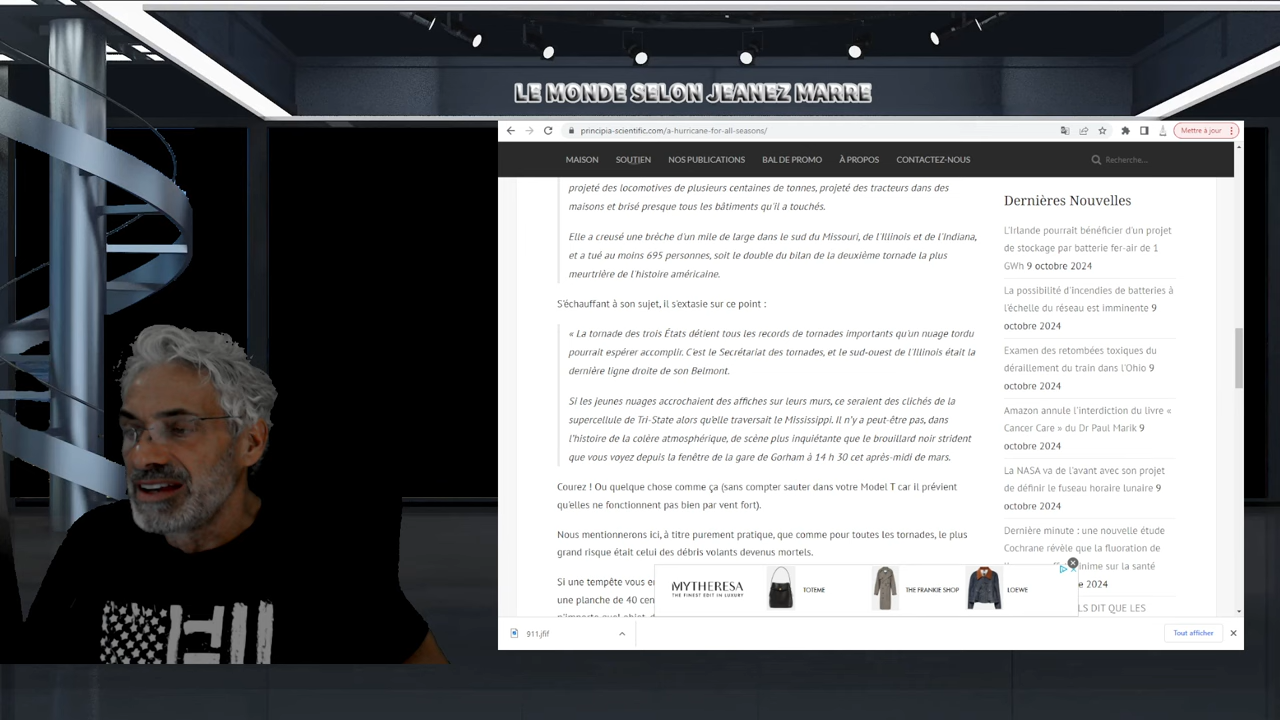 LE MONDE SELON JEANEZ MARRE
principia-scientific.com/a-hurricane-for-all-seasons/
Mettre à jour
MAISON SOUTIEN NOS PUBLICATIONS BAL DE PROMO À PROPOS CONTACTEZ-NOUS
Recherche...
projeté des locomotives de plusieurs centaines de tonnes, projeté des tracteurs dans des
maisons et brisé presque tous les bâtiments qu'il a touchés.
Elle a creusé une brèche d'un mile de large dans le sud du Missouri, de l'Illinois et de l'Indiana,
et a tué au moins 695 personnes, soit le double du bilan de la deuxième tornade la plus
meurtrière de l'histoire américaine.
S'échauffant à son sujet, il s'extasie sur ce point :
« La tornade des trois États détient tous les records de tornades importants qu'un nuage tordu
pourrait espérer accomplir. C'est le Secrétariat des tornades, et le sud-ouest de l'Illinois était la
dernière ligne droite de son Belmont.
Si les jeunes nuages accrochaient des affiches sur leurs murs, ce seraient des clichés de la
supercellule de Tri-State alors qu'elle traversait le Mississippi. Il n'y a peut-être pas, dans
l'histoire de la colère atmosphérique, de scène plus inquiétante que le brouillard noir strident
que vous voyez depuis la fenêtre de la gare de Gorham à 14 h 30 cet après-midi de mars.
Courez ! Ou quelque chose comme ça (sans compter sauter dans votre Model T car il prévient
qu'elles ne fonctionnent pas bien par vent fort).
Nous mentionnerons ici, à titre purement pratique, que comme pour toutes les tornades, le plus
grand risque était celui des débris volants devenus mortels.
Si une tempête vous
une planche de 40
Dernières Nouvelles
L'Irlande pourrait bénéficier d'un projet
de stockage par batterie fer-air de 1
GWh 9 octobre 2024
La possibilité d'incendies de batteries à
l'échelle du réseau est imminente 9
octobre 2024
Examen des retombées toxiques du
déraillement du train dans l'Ohio 9
octobre 2024
Amazon annule l'interdiction du livre «
Cancer Care » du Dr Paul Marik 9
octobre 2024
La NASA va de l'avant avec son projet
de définir le fuseau horaire lunaire 9
octobre 2024
Dernière minute : une nouvelle étude
Cochrane révèle que la fluoration de
sur la santé
2024
DIT QUE LES
MYTHERESA
THE FINEST EDIT IN LUXURY
TOTEME
THE FRANKIE SHOP
LOEWE
911.jfif
Tout afficher